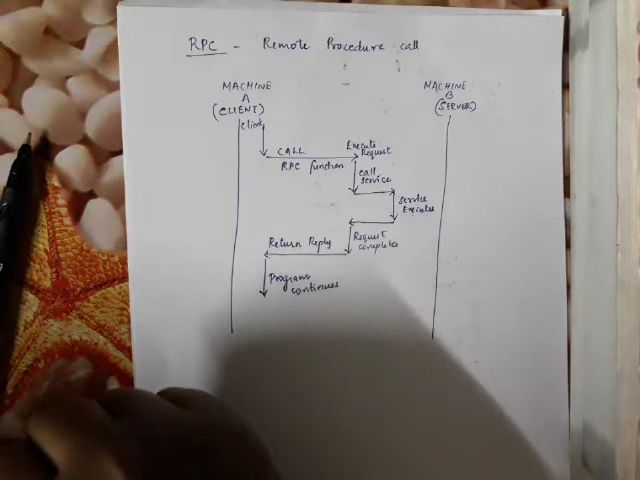 RPC - Remote Procedure call
MACHINE
A
(CLIENT)
MACHINE
B
(SERVER)
client
CALL
RPC function
Execute
Request
call
service
service
Executes
Request
completes
Return Reply
Program
continues